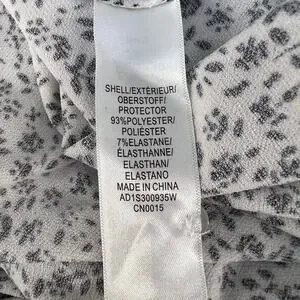 SHELL/EXTÉRIEUR/
OBERSTOFF/
PROTECTOR
93%POLYESTER/
POLIÉSTER
7%ELASTANE/
ÉLASTHANNE/
ELASTHAN/
ELASTANO
MADE IN CHINA
AD1S300935W
CN0015